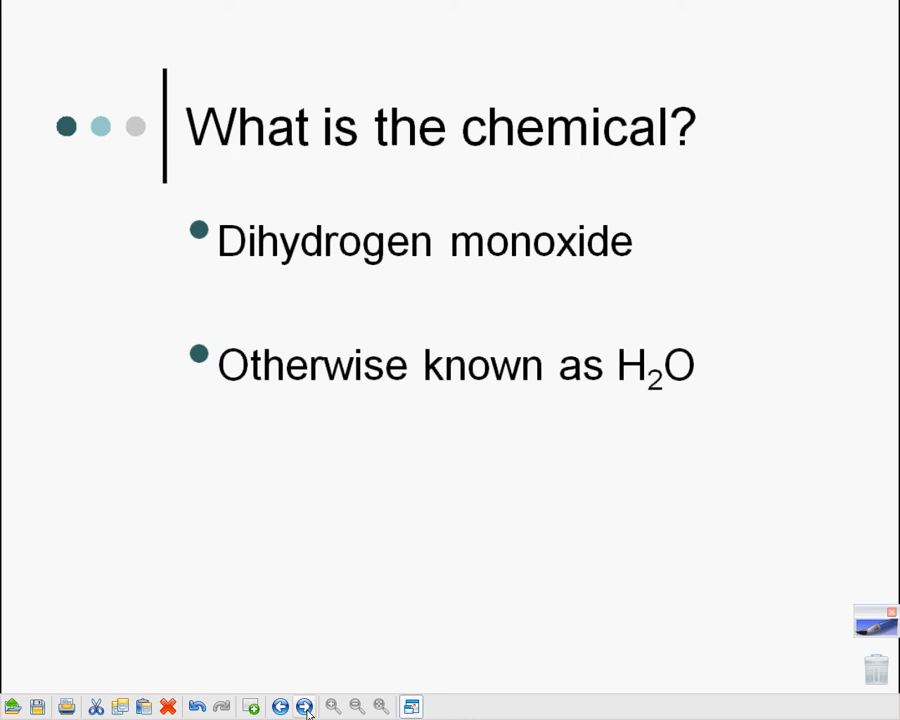 What is the chemical?
Dihydrogen monoxide
Otherwise known as H₂O